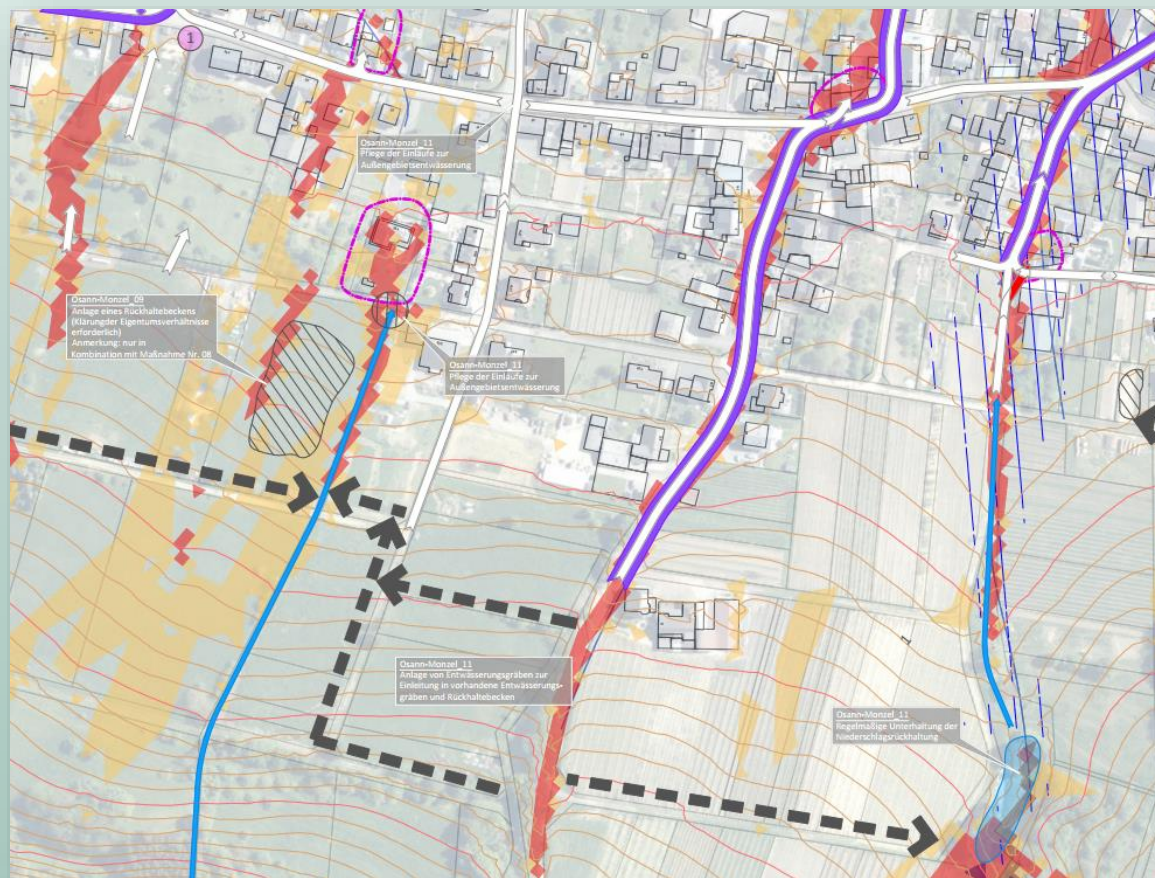 1
Osann-Monzel_11
Pflege der Einläufe zur
Außengebietsentwässerung
Osann-Monzel_09
Anlage eines Rückhaltebeckens
(Klärungder Eigentumsverhältnisse
erforderlich)
Anmerkung: nur in
Kombination mit Maßnahme Nr. 08
Osann-Monzel_11
Pflege der Einläufe zur
Außengebietsentwässerung
Osann-Monzel_11
Anlage von Entwässerungsgräben zur
Einleitung in vorhandene Entwässerungs-
gräben und Rückhaltebecken
Osann-Monzel_11
Regelmäßige Unterhaltung der
Niederschlagsrückhaltung